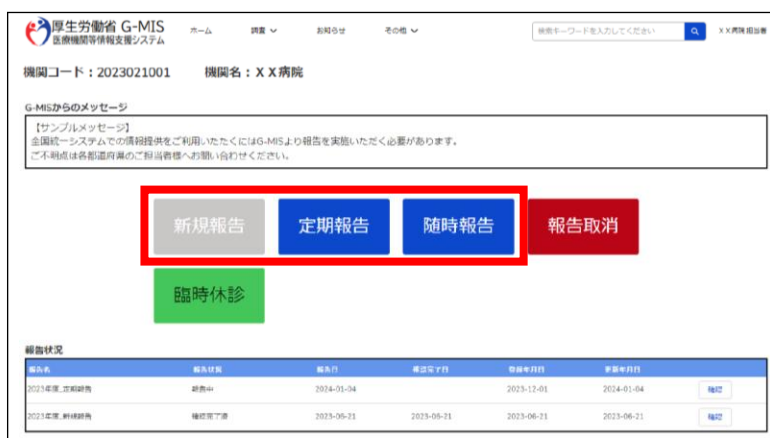 厚生労働省 G-MIS
医療機関等情報支援システム
ホーム 調査 お知らせ その他 検索キーワードを入力してください XX病院 担当者
機関コード：2023021001 機関名：XX病院
G-MISからのメッセージ
【サンプルメッセージ】
全国統一システムでの情報提供をご利用いただくにはG-MISより報告を実施いただく必要があります。
ご不明点は各都道府県のご担当者様へお問い合わせください。
新規報告 定期報告 随時報告 報告取消
臨時休診
報告状況
報告名 報告状況 報告日 確認完了日 登録年月日 更新年月日
2023年度_定期報告 報告中 2024-01-04 2023-12-01 2024-01-04 確認
2023年度_新規報告 確認完了済 2023-06-21 2023-06-21 2023-06-21 2023-06-21 確認